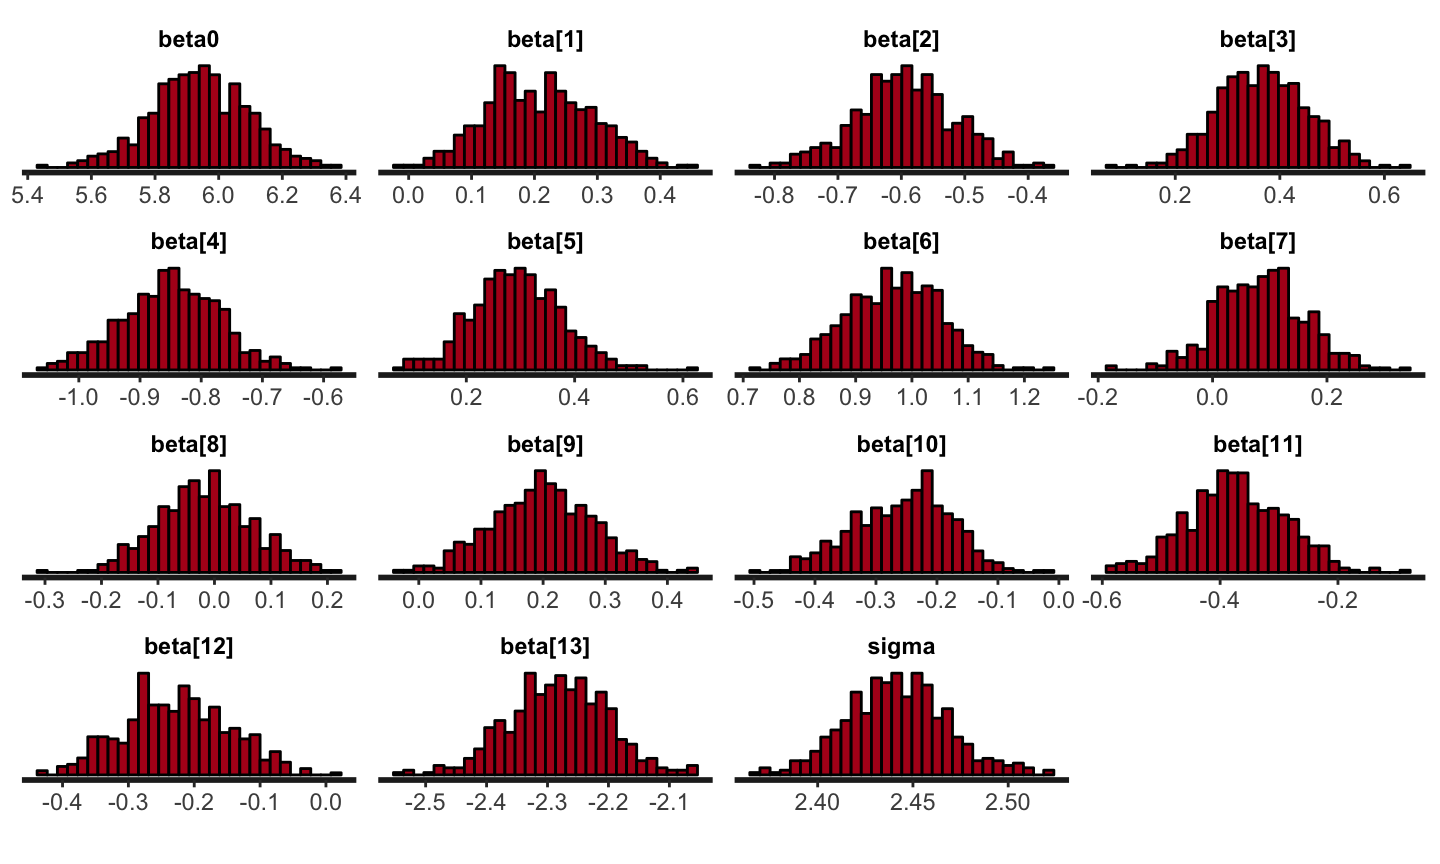 beta0 beta[1] beta[2] beta[3]
5.4 5.6 5.8 6.0 6.2 6.4 0.0 0.1 0.2 0.3 0.4 -0.8 -0.7 -0.6 -0.5 -0.4 0.2 0.4 0.6
beta[4] beta[5] beta[6] beta[7]
-1.0 -0.9 -0.8 -0.7 -0.6 0.2 0.4 0.6 0.7 0.8 0.9 1.0 1.1 1.2 -0.2 0.0 0.2
beta[8] beta[9] beta[10] beta[11]
-0.3 -0.2 -0.1 0.0 0.1 0.2 0.0 0.1 0.2 0.3 0.4 -0.5 -0.4 -0.3 -0.2 -0.1 0.0 -0.6 -0.4 -0.2
beta[12] beta[13] sigma
-0.4 -0.3 -0.2 -0.1 0.0 -2.5 -2.4 -2.3 -2.2 -2.1 2.40 2.45 2.50